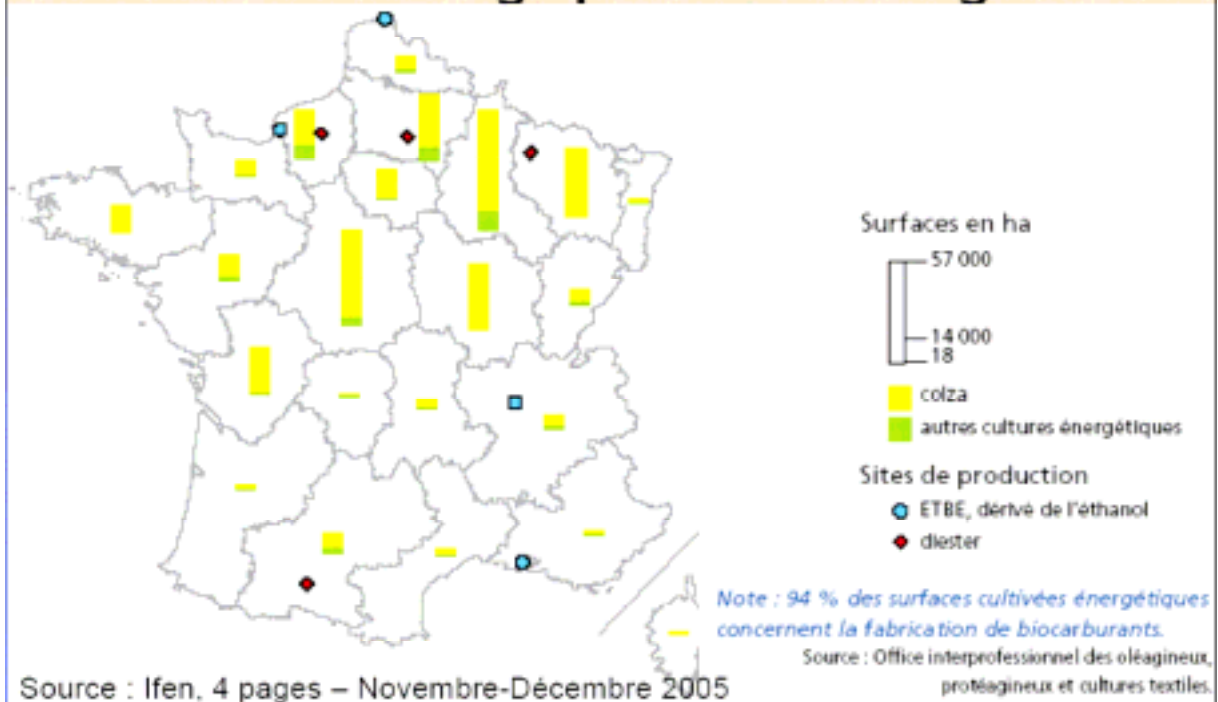 Surfaces en ha
57 000
14 000
18
colza
autres cultures énergétiques
Sites de production
ETBE, dérivé de l'éthanol
diester
Note : 94 % des surfaces cultivées énergétiques
concernent la fabrication de biocarburants.
Source : Office interprofessionnel des oléagineux,
protéagineux et cultures textiles.
Source : Ifen, 4 pages – Novembre-Décembre 2005